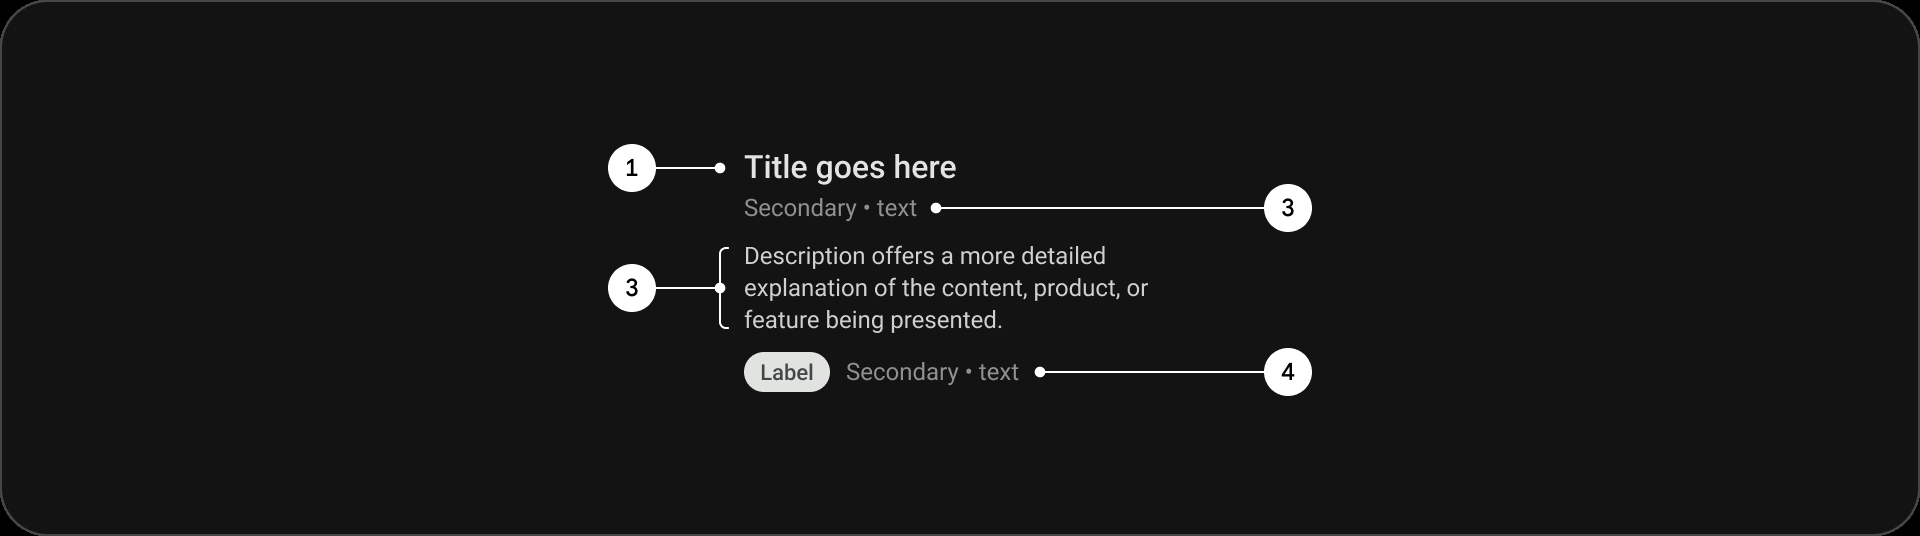 1 Title goes here
Secondary • text 3
Description offers a more detailed
3 explanation of the content, product, or
feature being presented.
Label Secondary • text 4